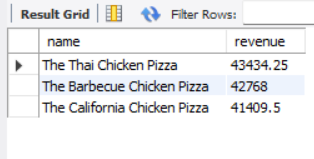 Result Grid Filter Rows:
name revenue
The Thai Chicken Pizza 43434.25
The Barbecue Chicken Pizza 42768
The California Chicken Pizza 41409.5